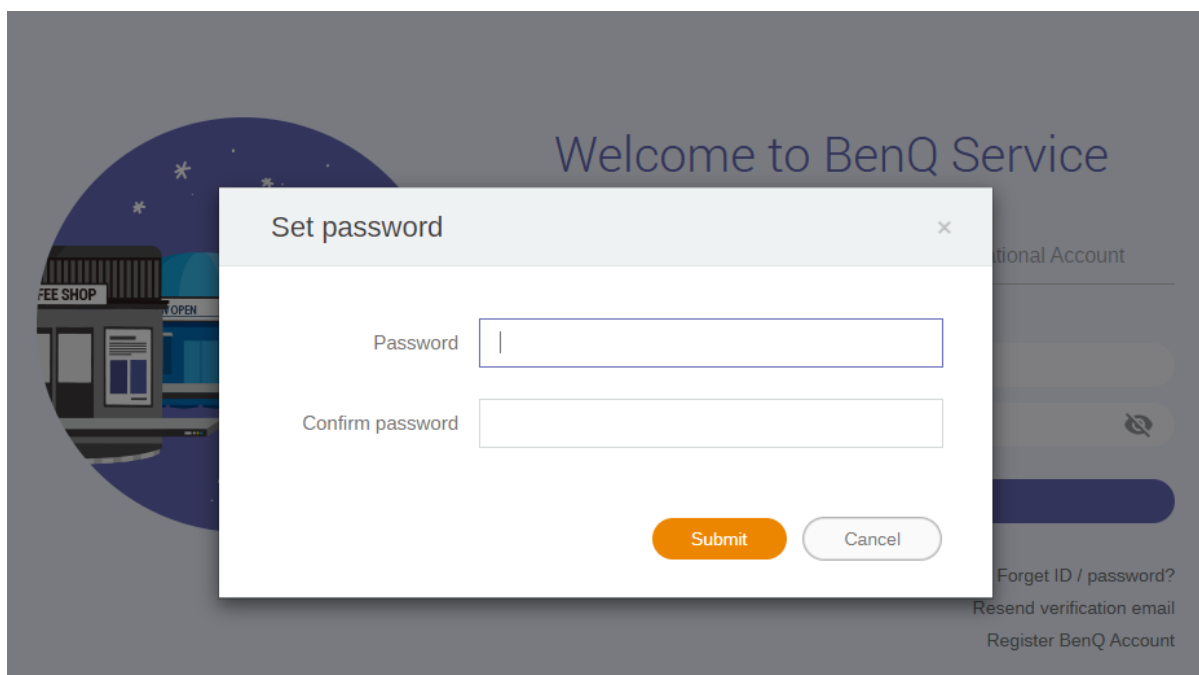 Welcome to BenQ Service
Set password
×
tional Account
FEE SHOP
OPEN
Password
Confirm password
Submit
Cancel
Forget ID / password?
Resend verification email
Register BenQ Account